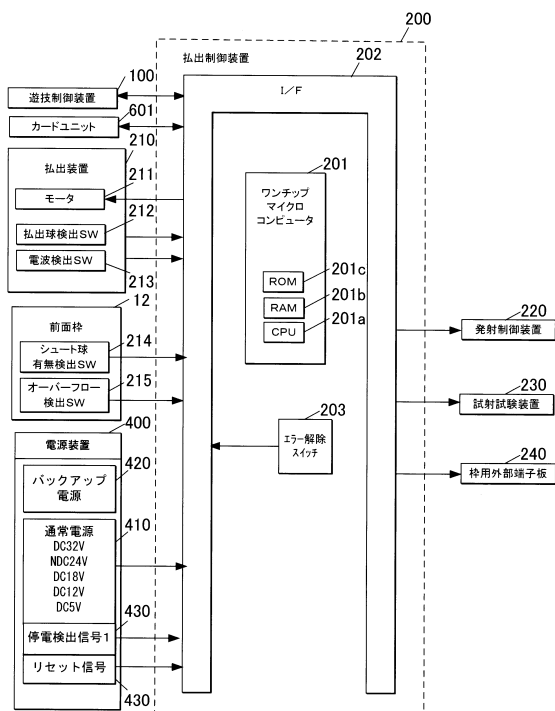 200
払出制御装置
202
I/F
100
遊技制御装置
601
カードユニット
210
払出装置
211
モータ
212
払出球検出SW
電波検出SW
213
201
ワンチップ
マイクロ
コンピュータ
ROM
201c
RAM
201b
CPU
201a
12
前面枠
214
シュート球
有無検出SW
215
オーバーフロー
検出SW
203
エラー解除
スイッチ
220
発射制御装置
230
試射試験装置
240
枠用外部端子板
400
電源装置
420
バックアップ
電源
410
通常電源
DC32V
NDC24V
DC18V
DC12V
DC5V
430
停電検出信号1
リセット信号
430